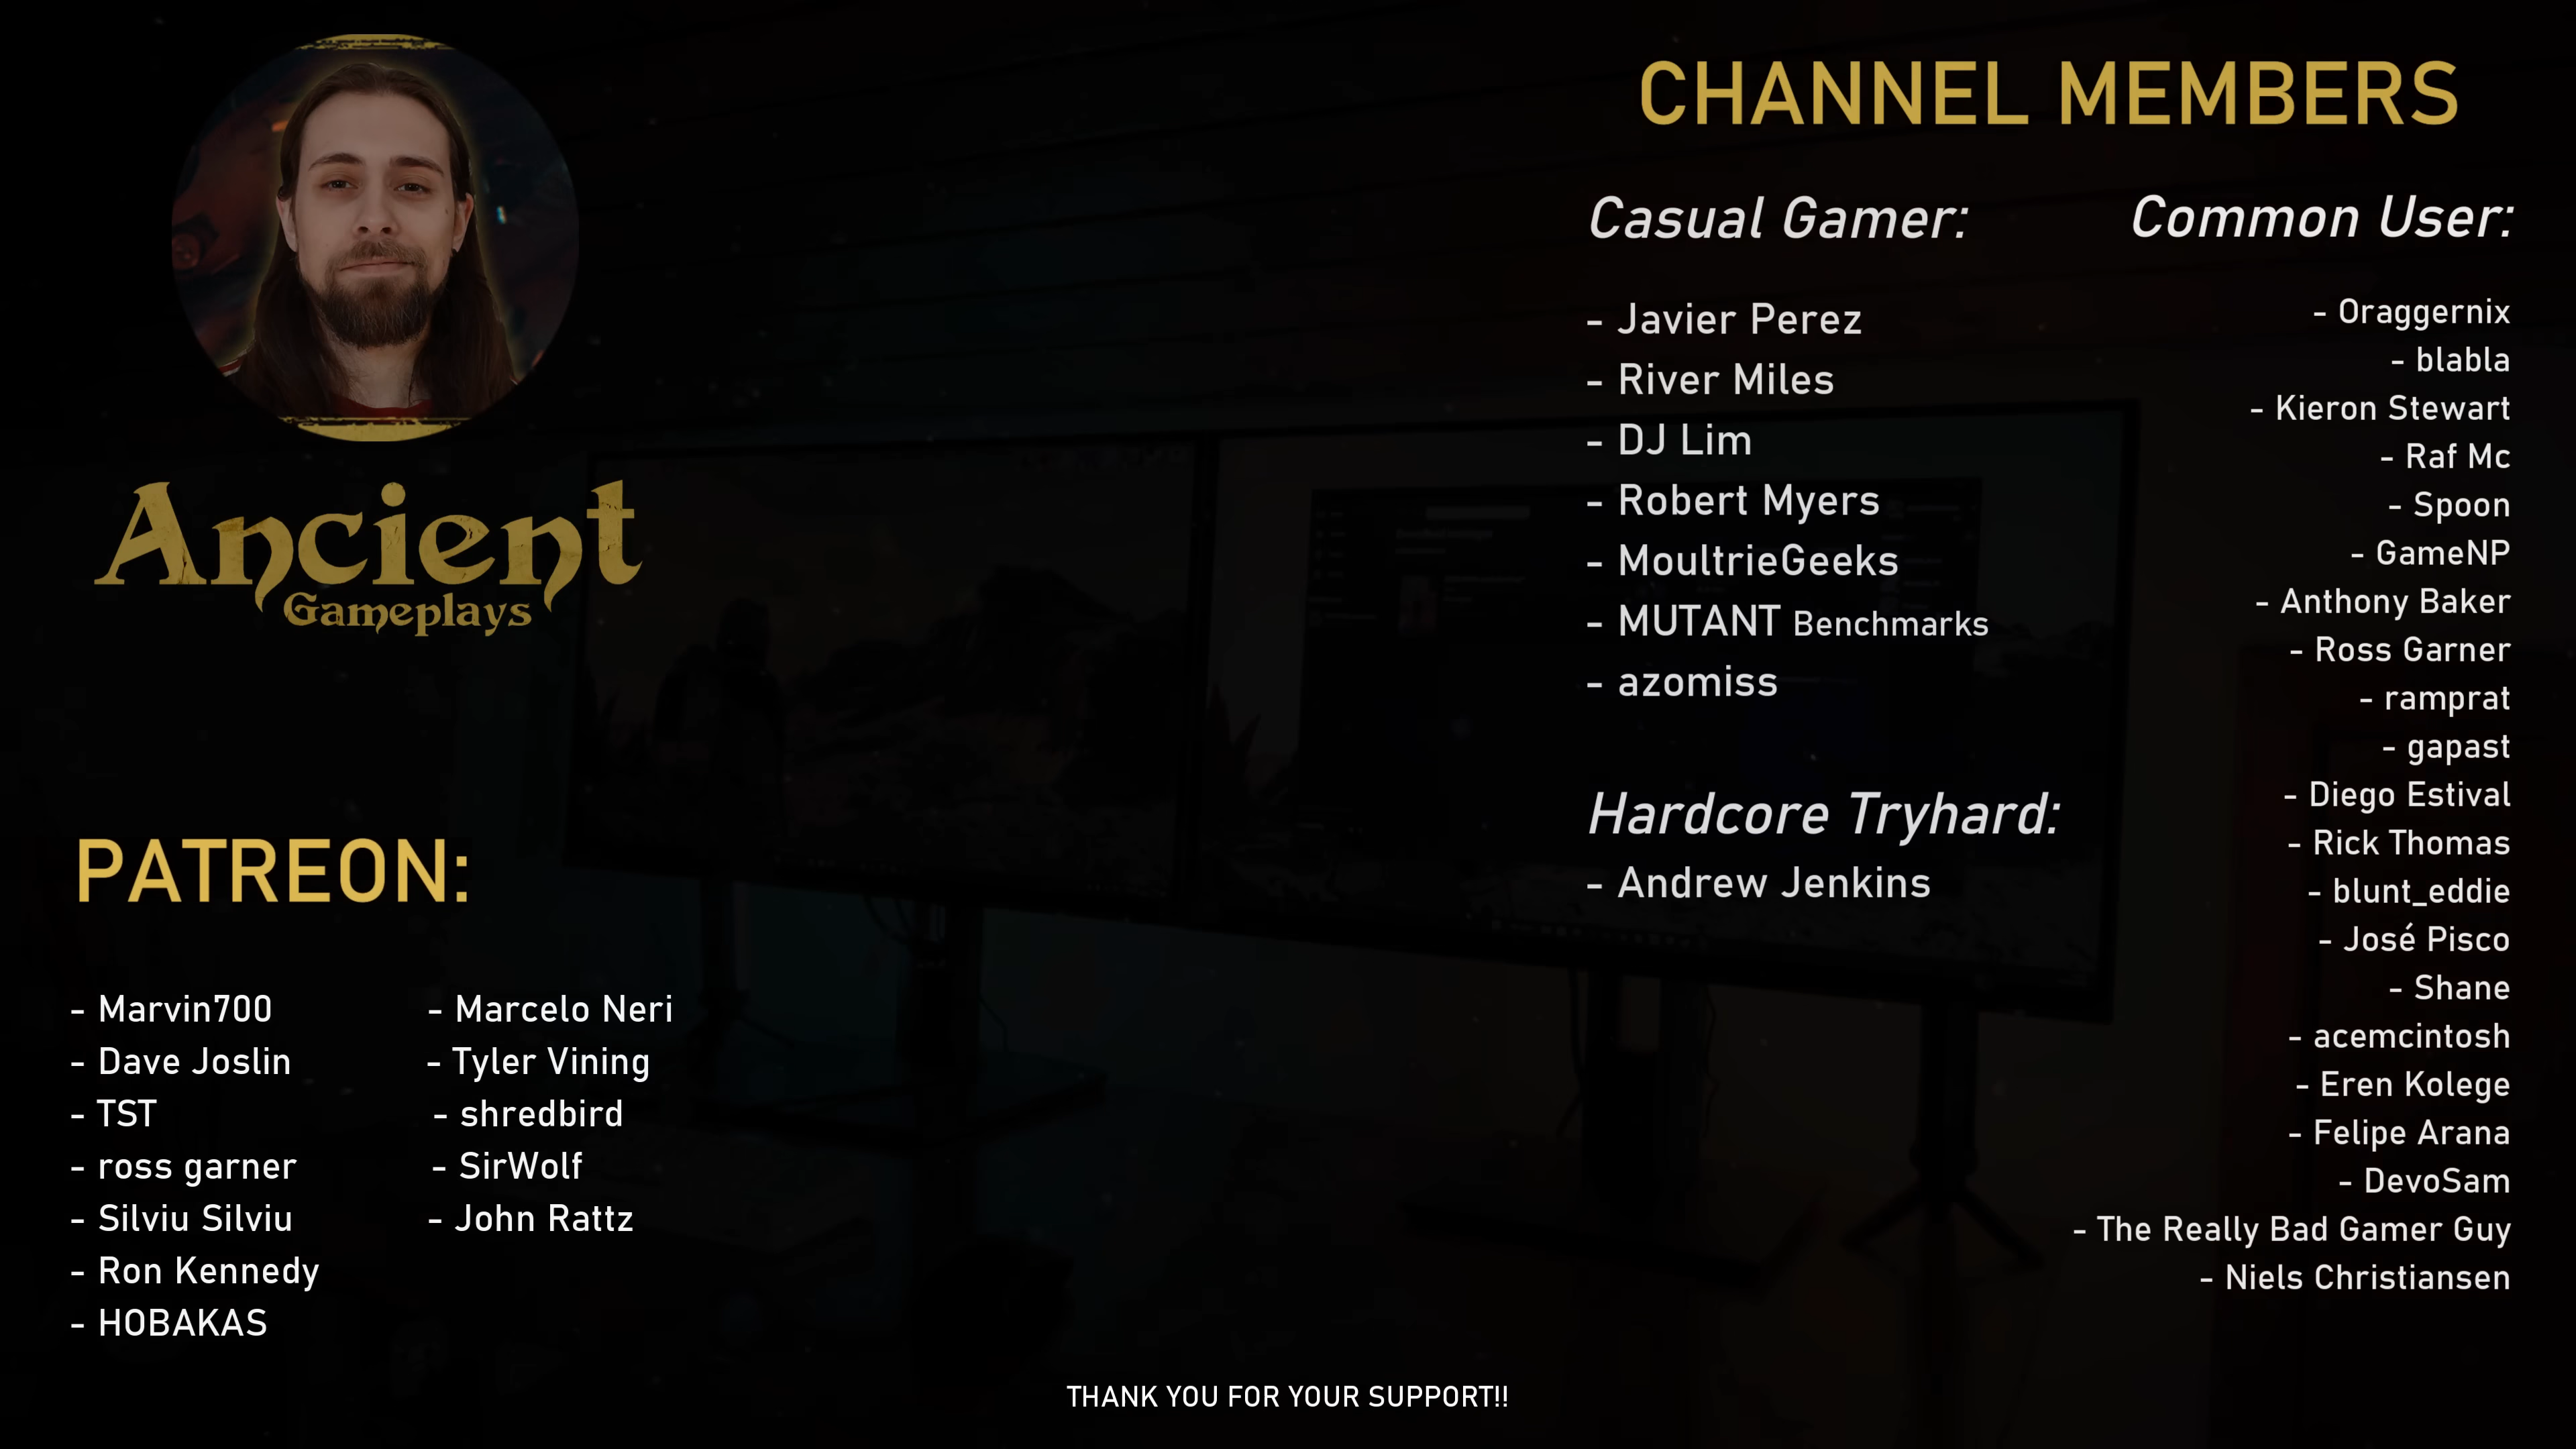 Ancient
Gameplays
PATREON:
- Marvin700
- Dave Joslin
- TST
- ross garner
- Silviu Silviu
- Ron Kennedy
- HOBAKAS
- Marcelo Neri
- Tyler Vining
- shredbird
- SirWolf
- John Rattz
CHANNEL MEMBERS
Casual Gamer:
- Javier Perez
- River Miles
- DJ Lim
- Robert Myers
- MoultrieGeeks
- MUTANT Benchmarks
- azomiss
Hardcore Tryhard:
- Andrew Jenkins
Common User:
- Oraggernix
- blabla
- Kieron Stewart
- Raf Mc
- Spoon
- GameNP
- Anthony Baker
- Ross Garner
- ramprat
- gapast
- Diego Estival
- Rick Thomas
- blunt_eddie
- José Pisco
- Shane
- acemcintosh
- Eren Kolege
- Felipe Arana
- DevoSam
- The Really Bad Gamer Guy
- Niels Christiansen
THANK YOU FOR YOUR SUPPORT!!